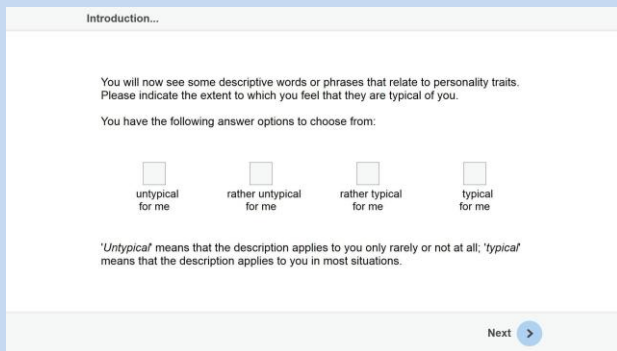 Introduction...
You will now see some descriptive words or phrases that relate to personality traits.
Please indicate the extent to which you feel that they are typical of you.
You have the following answer options to choose from:
untypical for me
rather untypical for me
rather typical for me
typical for me
'Untypical' means that the description applies to you only rarely or not at all; 'typical'
means that the description applies to you in most situations.
Next